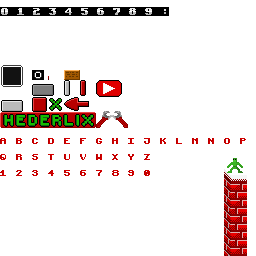 0 1 2 3 4 5 6 7 8 9 :
HEDERLIX
A B C D E F G H I J K L M N O P
Q R S T U V W X Y Z
1 2 3 4 5 6 7 8 9 0